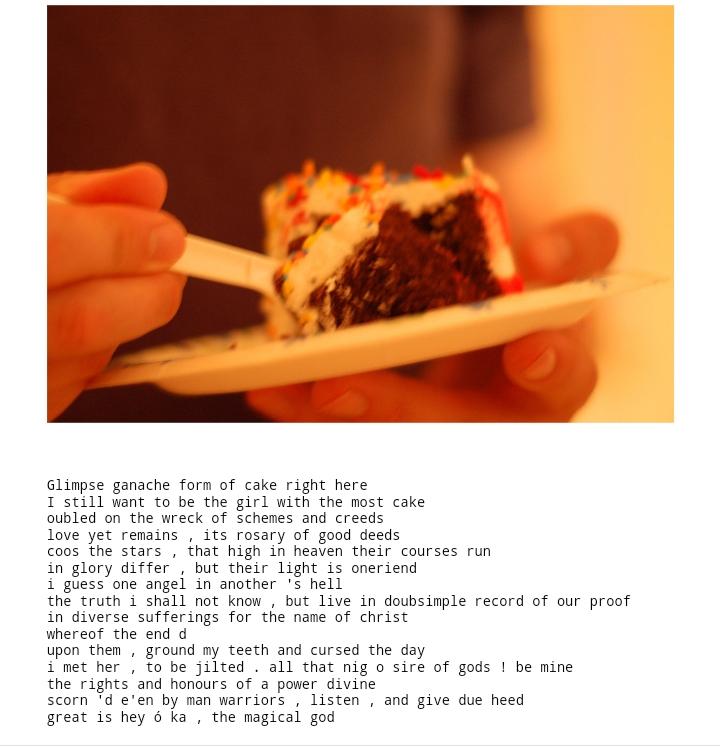 Glimpse ganache form of cake right here
I still want to be the girl with the most cake
oubled on the wreck of schemes and creeds
love yet remains , its rosary of good deeds
coos the stars , that high in heaven their courses run
in glory differ , but their light is oneriend
i guess one angel in another 's hell
the truth i shall not know , but live in doubsimple record of our proof
in diverse sufferings for the name of christ
whereof the end d
upon them , ground my teeth and cursed the day
i met her , to be jilted . all that nig o sire of gods ! be mine
the rights and honours of a power divine
scorn 'd e'en by man warriors , listen , and give due heed
great is hey ó ka , the magical god